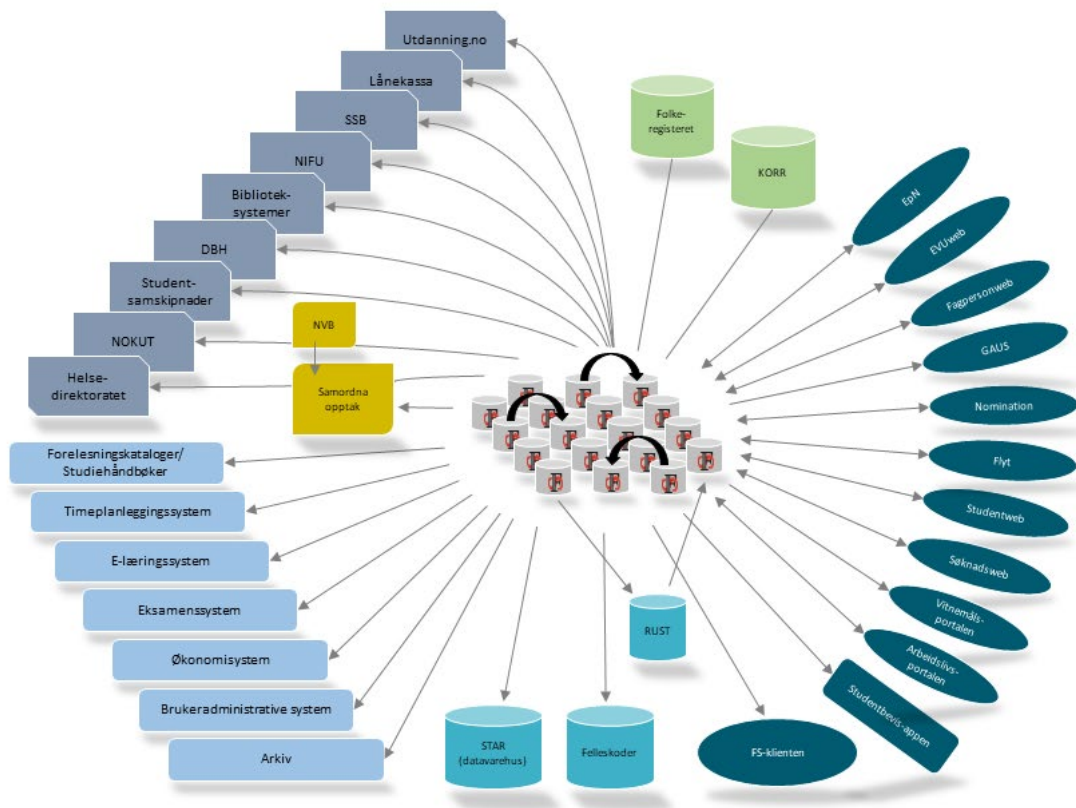 Utdanning.no
Lånekassa
SSB
NIFU
Bibliotek-
systemer
DBH
Student-
samskipnader
NOKUT
Helse-
direktoratet
NVB
Samordna
opptak
Folke-
registeret
KORR
EpN
EVUweb
Fagpersonweb
GAUS
Nomination
Flyt
Studentweb
Søknadsweb
Vitnemåls-
portalen
Arbeidslivs-
portalen
Studentbevis-appen
FS-klienten
Forelesningskataloger/
Studiehåndbøker
Timeplanleggingssystem
E-læringssystem
Eksamenssystem
Økonomisystem
Brukeradministrative system
Arkiv
RUST
STAR
(datavarehus)
Felleskoder